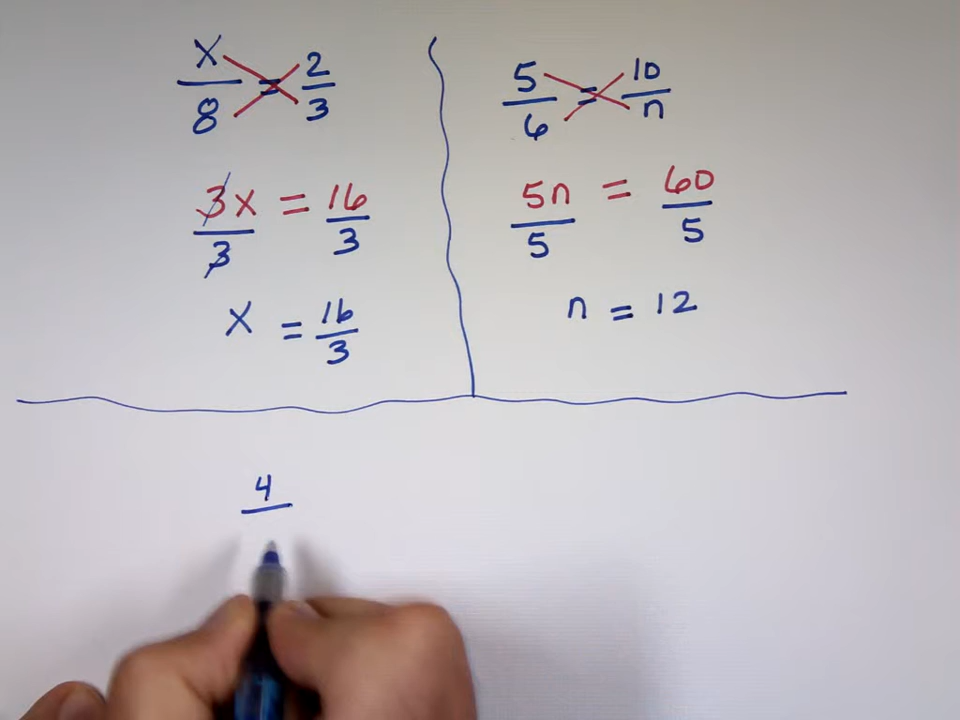 x/8 = 2/3
3x/3 = 16/3
x = 16/3
5/6 = 10/n
5n/5 = 60/5
n = 12
4